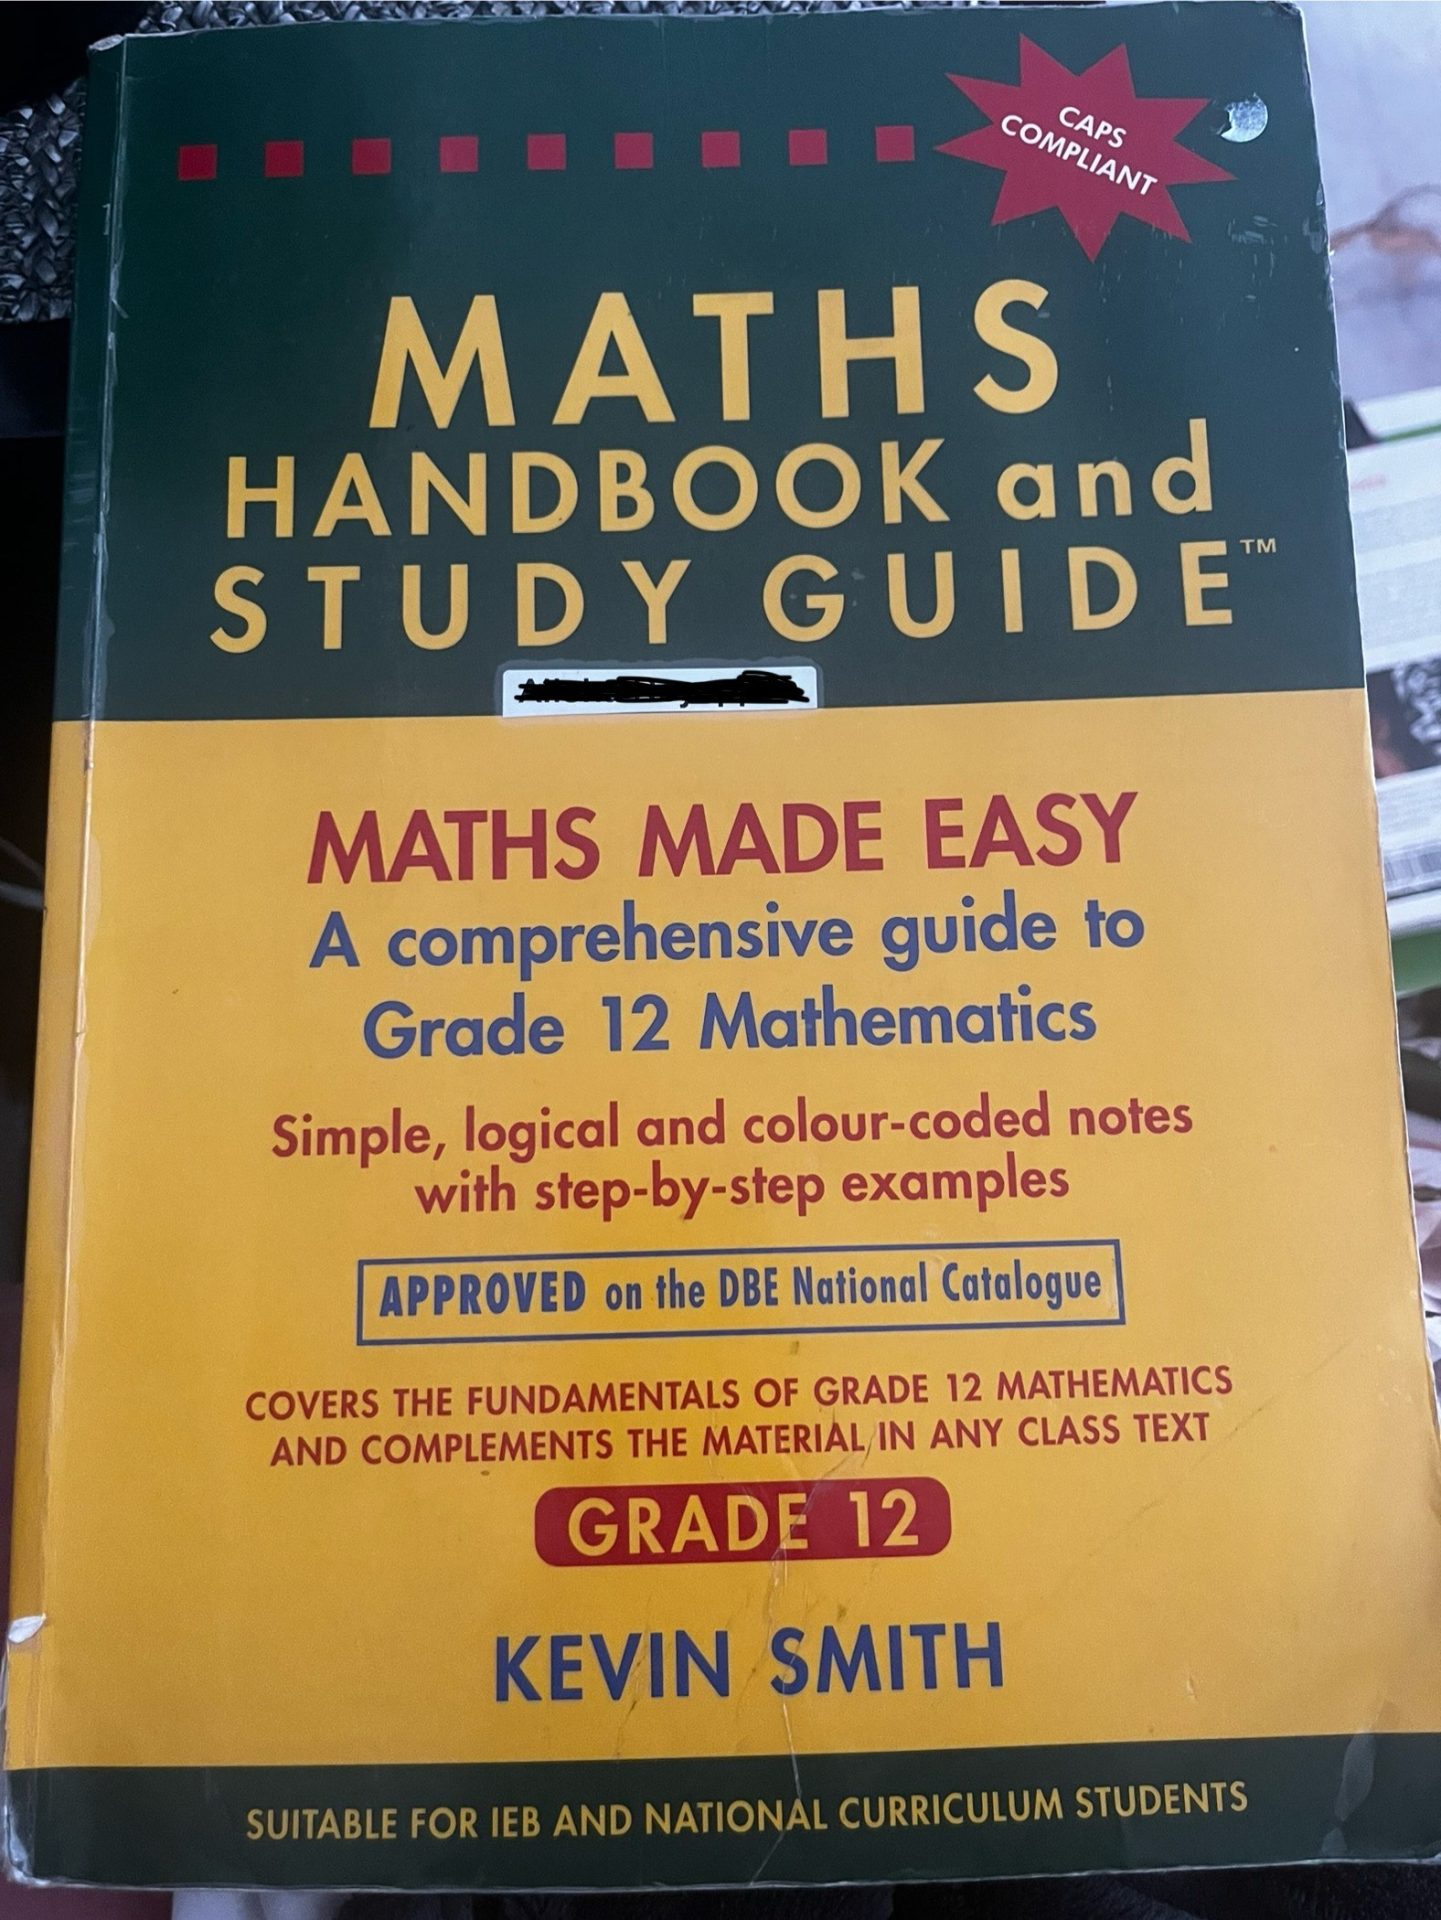 CAPS
COMPLIANT
MATHS
HANDBOOK and
STUDY GUIDE™
MATHS MADE EASY
A comprehensive guide to
Grade 12 Mathematics
Simple, logical and colour-coded notes
with step-by-step examples
APPROVED on the DBE National Catalogue
COVERS THE FUNDAMENTALS OF GRADE 12 MATHEMATICS
AND COMPLEMENTS THE MATERIAL IN ANY CLASS TEXT
GRADE 12
KEVIN SMITH
SUITABLE FOR IEB AND NATIONAL CURRICULUM STUDENTS